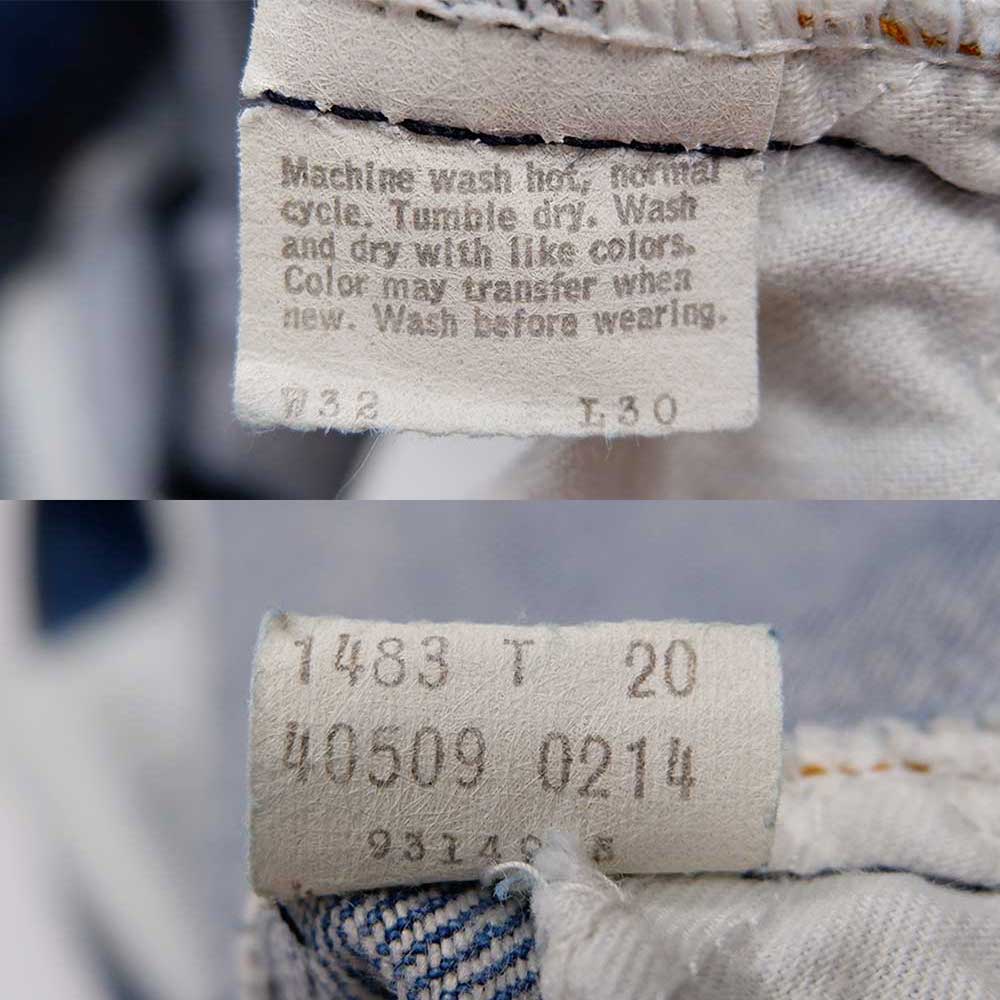 Machine wash hot, normal
cycle. Tumble dry. Wash
and dry with like colors.
Color may transfer when
new. Wash before wearing.
W32 L30
1483 T 20
40509 0214